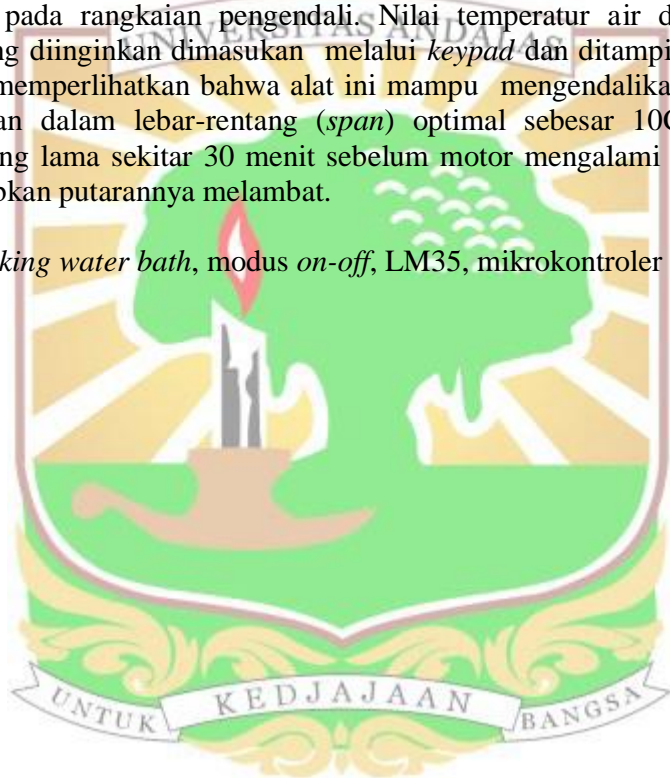 pada rangkaian pengendali. Nilai temperatur air d
ng diinginkan dimasukan melalui keypad dan ditampi
UNIVERSITAS ANDALAS
memperlihatkan bahwa alat ini mampu mengendalika
an dalam lebar-rentang (span) optimal sebesar 10
ng lama sekitar 30 menit sebelum motor mengalami
bkan putarannya melambat.
king water bath, modus on-off, LM35, mikrokontroler
UNTUK KEDJAJAAN BANGSA